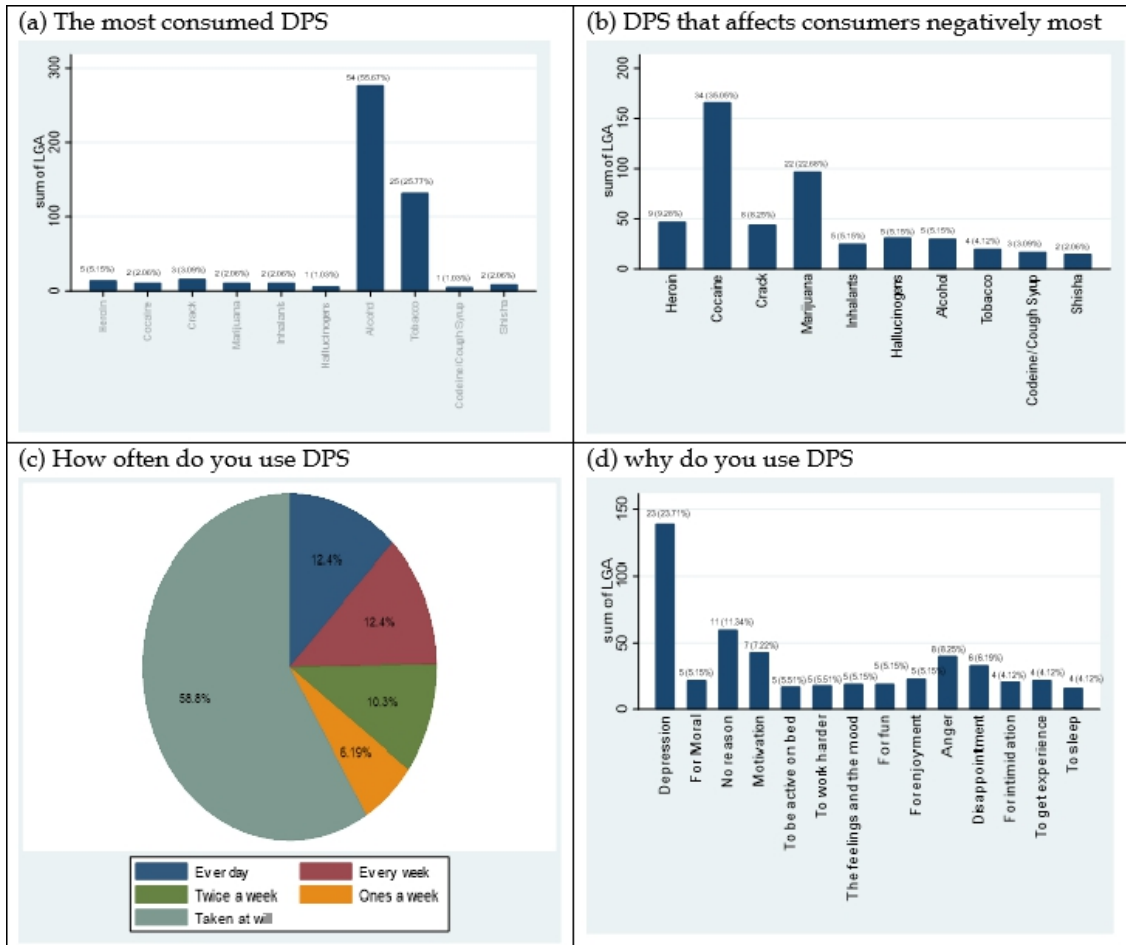 (a) The most consumed DPS
sum of LGA
300
200
100
0
5 (5.15%)
2 (2.06%)
3 (3.09%)
2 (2.06%)
2 (2.06%)
1 (1.03%)
54 (55.67%)
25 (25.77%)
1 (1.03%)
2 (2.06%)
Heroin
Cocaine
Crack
Marijuana
Inhalants
Hallucinogens
Alcohol
Tobacco
Codeine/Cough Syrup
Shisha
(b) DPS that affects consumers negatively most
sum of LGA
200
150
100
50
0
9 (9.28%)
34 (35.05%)
8 (8.25%)
22 (22.68%)
5 (5.15%)
5 (5.15%)
5 (5.15%)
4 (4.12%)
3 (3.09%)
2 (2.06%)
Heroin
Cocaine
Crack
Marijuana
Inhalants
Hallucinogens
Alcohol
Tobacco
Codeine/Cough Syrup
Shisha
(c) How often do you use DPS
12.4%
12.4%
10.3%
6.19%
58.8%
Ever day
Every week
Twice a week
Ones a week
Taken at will
(d) why do you use DPS
sum of LGA
150
100
50
0
23 (23.71%)
5 (5.15%)
11 (11.34%)
7 (7.22%)
5 (5.51%)
5 (5.51%)
5 (5.15%)
5 (5.15%)
5 (5.15%)
8 (8.25%)
6 (6.19%)
4 (4.12%)
4 (4.12%)
4 (4.12%)
Depression
For Moral
No reason
Motivation
To be active on bed
To work harder
The feelings and the mood
For fun
For enjoyment
Anger
Disappointment
For intimidation
To get experience
To sleep